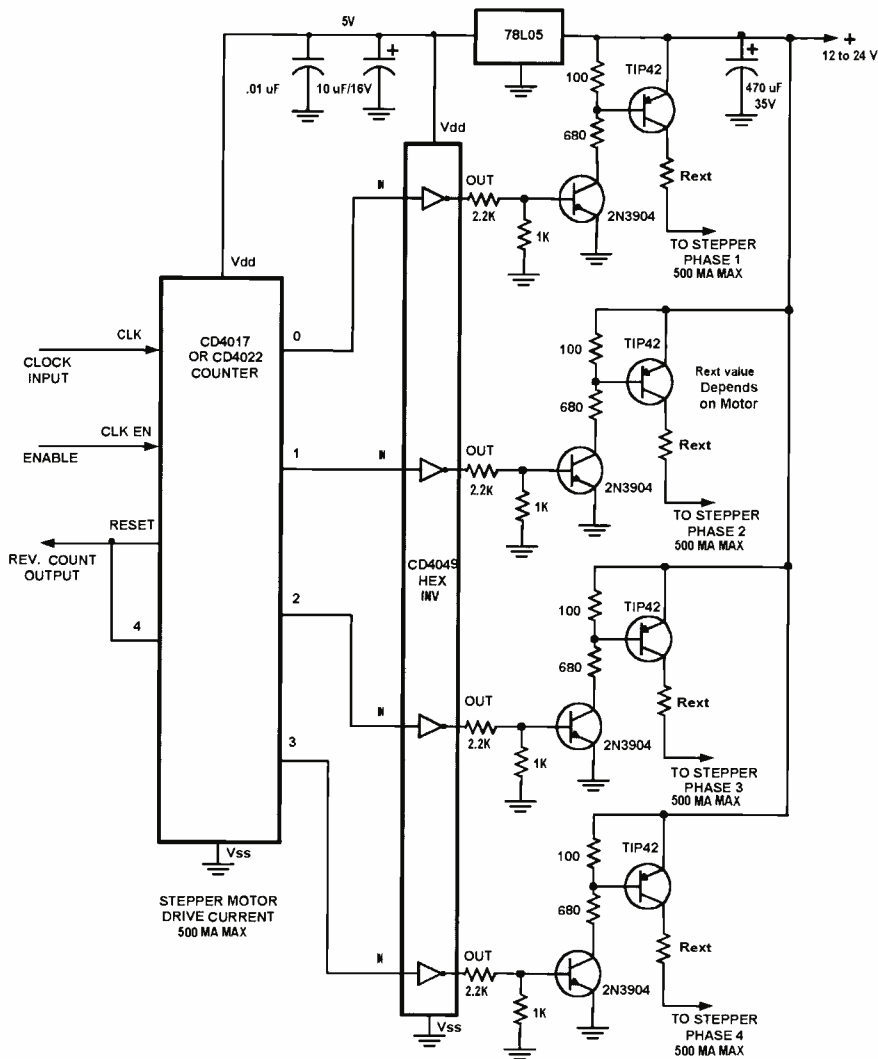 5V
78L05
+
12 to 24 V
.01 uF
+
10 uF/16V
100
TIP42
+
470 uF
35V
Vdd
680
IN
OUT
2.2K
1K
2N3904
Rext
TO STEPPER
PHASE 1
500 MA MAX
Vdd
CLK
CLOCK
INPUT
CD4017
OR CD4022
COUNTER
0
100
TIP42
Rext value
Depends
on Motor
680
CLK EN
ENABLE
1
IN
OUT
2.2K
1K
2N3904
Rext
TO STEPPER
PHASE 2
500 MA MAX
RESET
REV. COUNT
OUTPUT
4
CD4049
HEX
INV
2
100
TIP42
680
IN
OUT
2.2K
1K
2N3904
Rext
TO STEPPER
PHASE 3
500 MA MAX
3
Vss
STEPPER MOTOR
DRIVE CURRENT
500 MA MAX
100
TIP42
680
IN
OUT
2.2K
1K
2N3904
Rext
Vss
TO STEPPER
PHASE 4
500 MA MAX